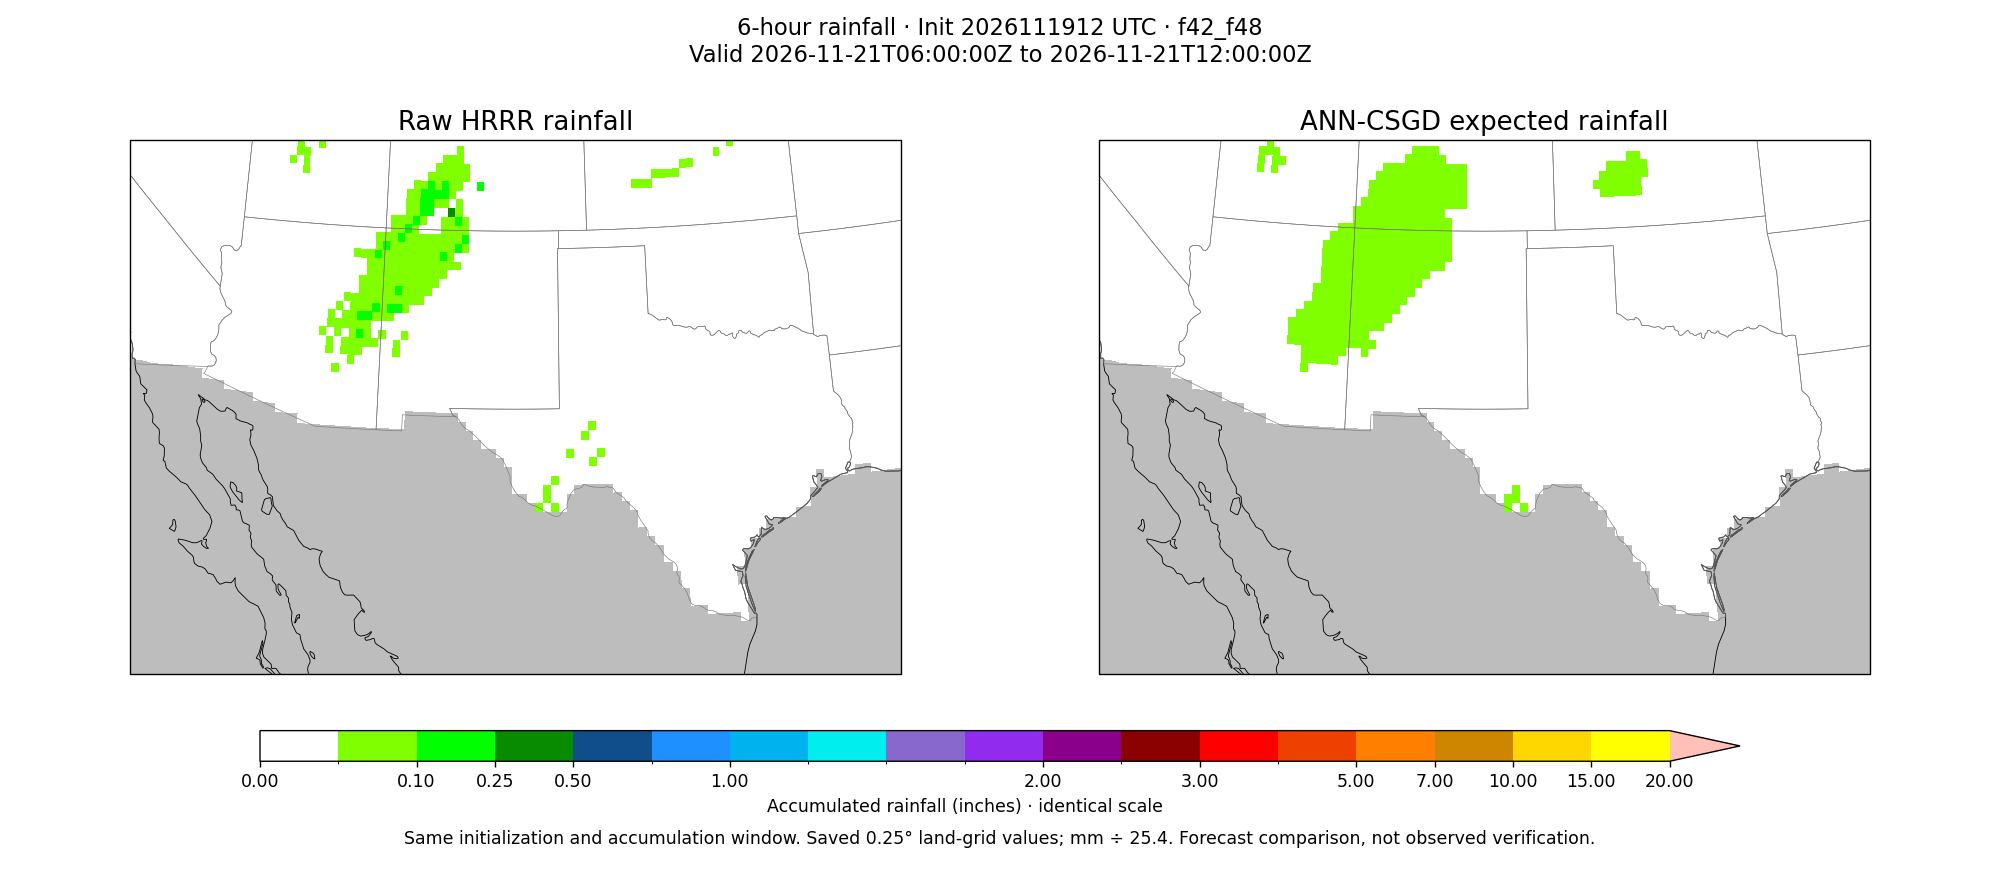 6-hour rainfall · Init 2026111912 UTC · f42_f48
Valid 2026-11-21T06:00:00Z to 2026-11-21T12:00:00Z
Raw HRRR rainfall
ANN-CSGD expected rainfall
0.00 0.10 0.25 0.50 1.00 2.00 3.00 5.00 7.00 10.00 15.00 20.00
Accumulated rainfall (inches) · identical scale
Same initialization and accumulation window. Saved 0.25° land-grid values; mm ÷ 25.4. Forecast comparison, not observed verification.